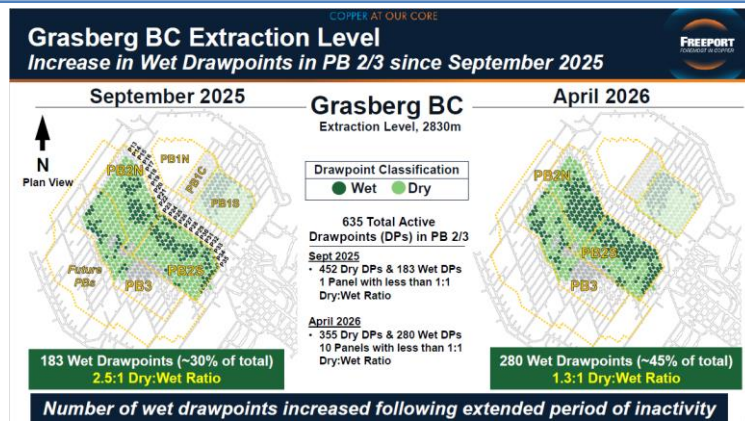 COPPER AT OUR CORE
Grasberg BC Extraction Level
Increase in Wet Drawpoints in PB 2/3 since September 2025
FREEPORT
FOREMOST IN COPPER
September 2025
N
Plan View
PB1N
PB2N
PB1C
PB1S
PB2S
Future
PBs
PB3
183 Wet Drawpoints (~30% of total)
2.5:1 Dry:Wet Ratio
Grasberg BC
Extraction Level, 2830m
Drawpoint Classification
Wet Dry
635 Total Active
Drawpoints (DPs) in PB 2/3
Sept 2025
• 452 Dry DPs & 183 Wet DPs
1 Panel with less than 1:1
Dry:Wet Ratio
April 2026
• 355 Dry DPs & 280 Wet DPs
10 Panels with less than 1:1
Dry:Wet Ratio
April 2026
PB1N
PB2N
PB1C
PB1S
PB2S
PB3
280 Wet Drawpoints (~45% of total)
1.3:1 Dry:Wet Ratio
Number of wet drawpoints increased following extended period of inactivity